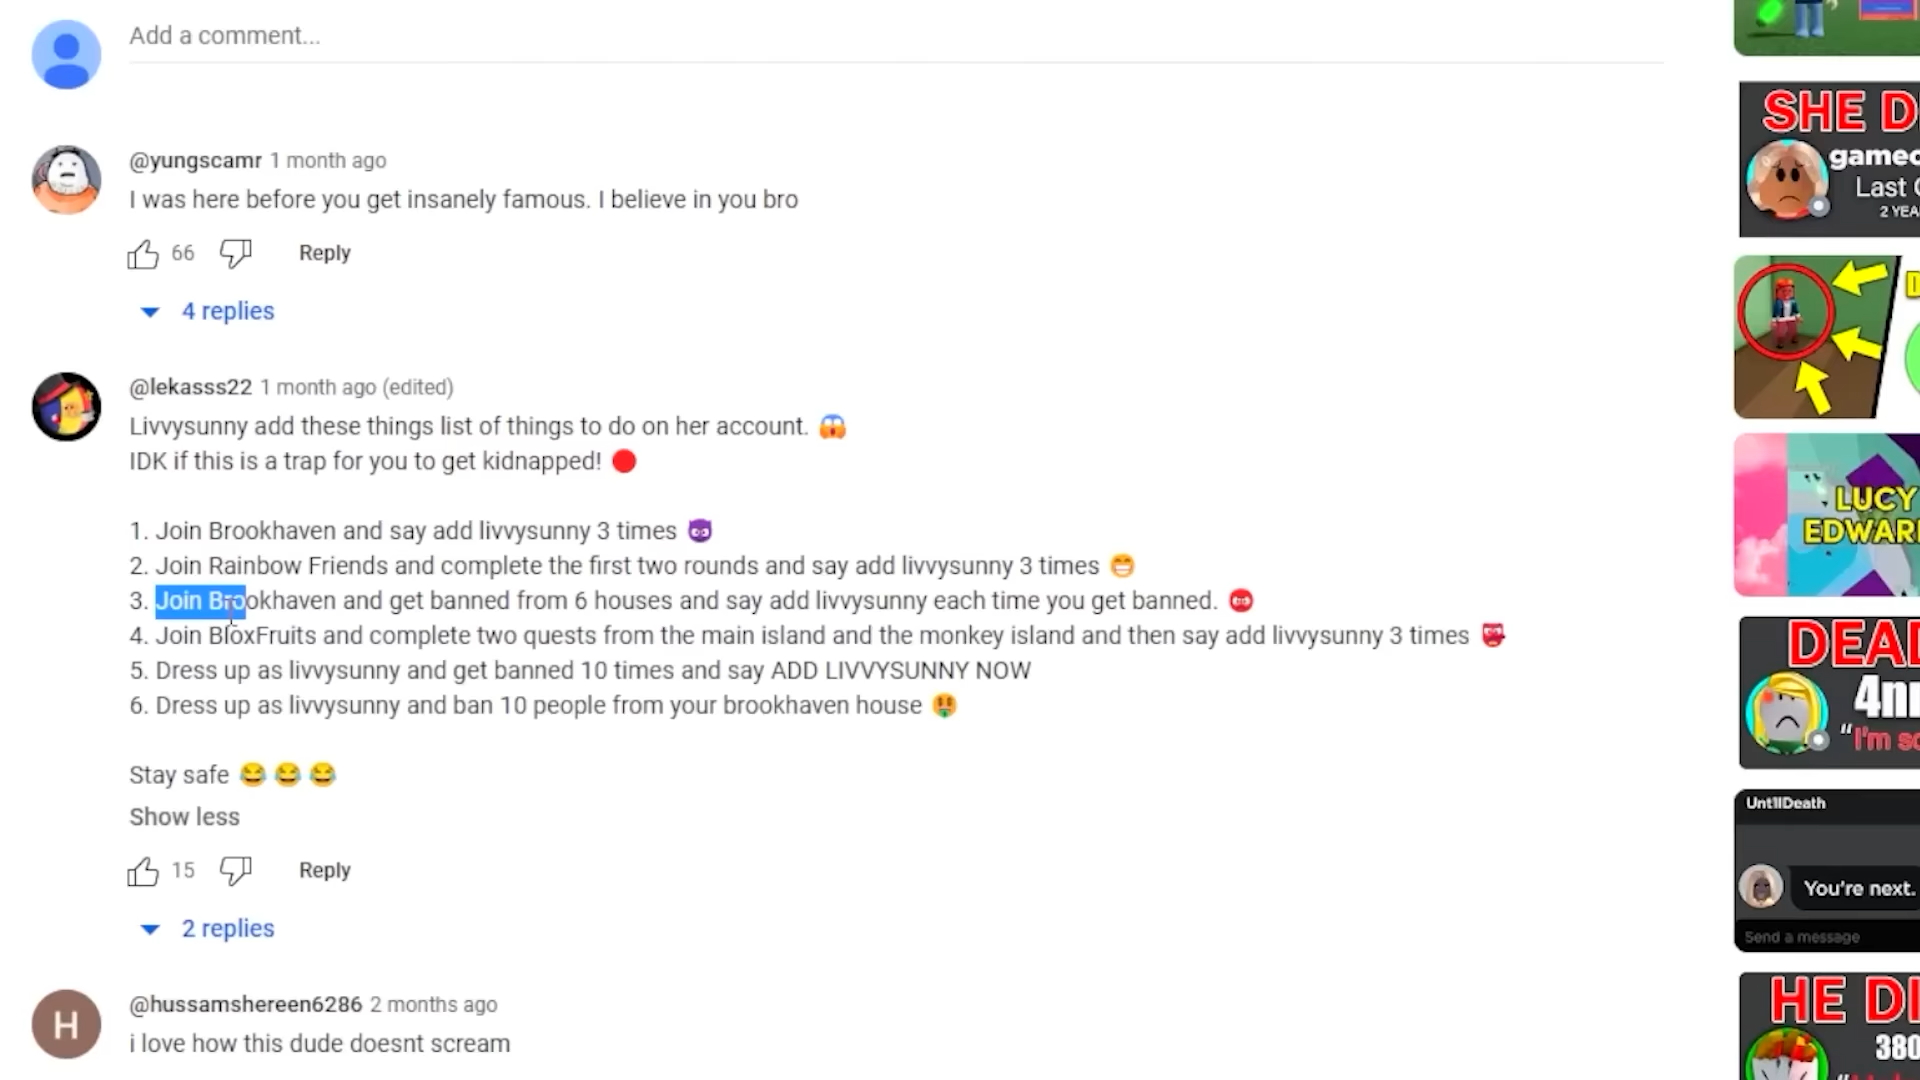 Add a comment...
@yungscamr 1 month ago
I was here before you get insanely famous. I believe in you bro
66 Reply
4 replies
@lekasss22 1 month ago (edited)
Livvysunny add these things list of things to do on her account. 😱
IDK if this is a trap for you to get kidnapped! 🔴
1. Join Brookhaven and say add livvysunny 3 times 😈
2. Join Rainbow Friends and complete the first two rounds and say add livvysunny 3 times 😁
3. Join Brookhaven and get banned from 6 houses and say add livvysunny each time you get banned.
4. Join BloxFruits and complete two quests from the main island and the monkey island and then say add livvysunny 3 times 👹
5. Dress up as livvysunny and get banned 10 times and say ADD LIVVYSUNNY NOW
6. Dress up as livvysunny and ban 10 people from your brookhaven house 🤑
Stay safe 😂 😂 😂
Show less
15 Reply
2 replies
@hussamshereen6286 2 months ago
i love how this dude doesnt scream
H
SHE D
gamec
Last
2 YEA
LUCY
EDWAR
DEAD
"I'm
Unt1lDeath
You're next.
Send a message
HE DI
380